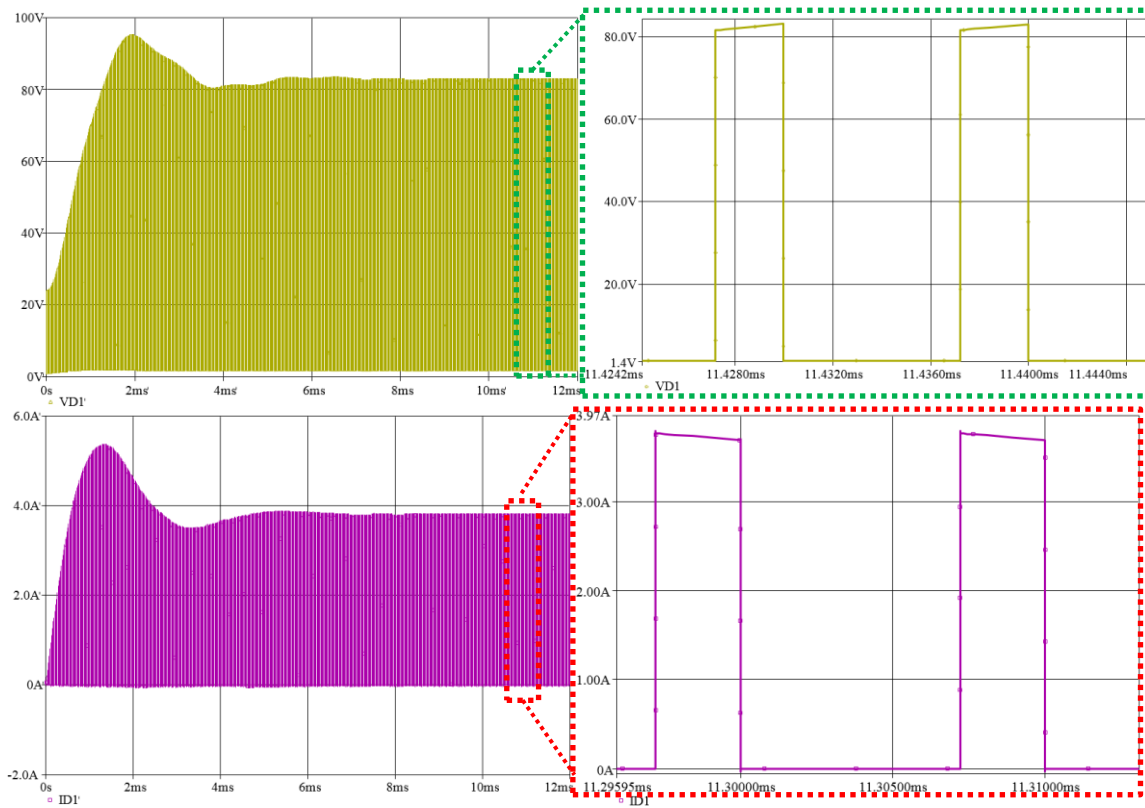 100V
80V
60V
40V
20V
0V
0s
2ms
4ms
6ms
8ms
10ms
12ms
VD1'
80.0V
60.0V
40.0V
20.0V
1.4V
11.4242ms
11.4280ms
11.4320ms
11.4360ms
11.4400ms
11.4440ms
VD1
6.0A
4.0A
2.0A
0A
-2.0A
0s
2ms
4ms
6ms
8ms
10ms
12ms
ID1'
3.97A
3.00A
2.00A
1.00A
0A
11.29595ms
11.30000ms
11.30500ms
11.31000ms
ID1